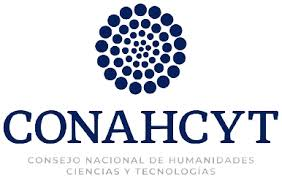 CONAHCYT
CONSEJO NACIONAL DE HUMANIDADES
CIENCIAS Y TECNOLOGÍAS